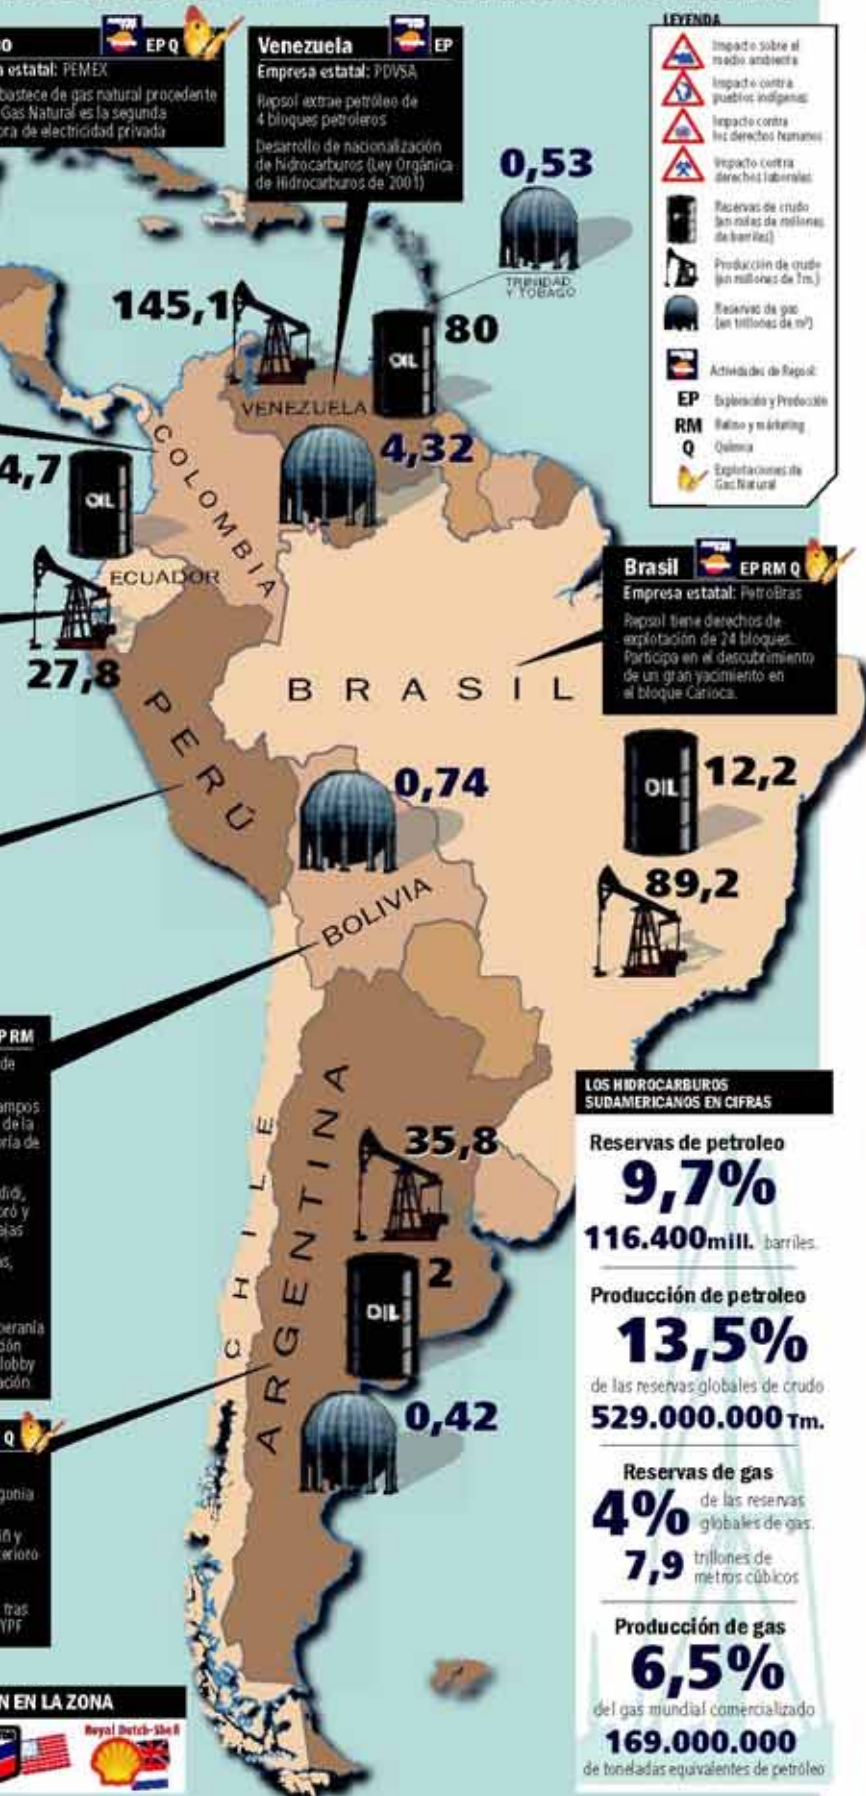 EP Q
estatal: PEMEX
bastece de gas natural procedente
Gas Natural es la segunda
ora de electricidad privada
Venezuela EP
Empresa estatal: PDVSA
Repsol extrae petróleo de
4 bloques petroleros
Desarrollo de nacionalización
de hidrocarburos (Ley Orgánica
de Hidrocarburos de 2001)
LEYENDA
Impacto sobre el
medio ambiente
Impacto contra
pueblos indígenas
Impacto contra
los derechos humanos
Impacto contra
derechos laborales
Reservas de crudo
(en miles de millones
de barriles)
Producción de crudo
(en millones de Tm.)
Reservas de gas
(en trillones de m³)
Actividades de Repsol:
EP Exploración y Producción
RM Refino y márketing
Q Química
Explotaciones de
Gas Natural
0,53
TRINIDAD
Y TOBAGO
145,1
OIL
80
VENEZUELA
4,32
COLOMBIA
4,7
OIL
ECUADOR
27,8
PERÚ
BRASIL
Brasil EP RM Q
Empresa estatal: PetroBras
Repsol tiene derechos de
explotación de 24 bloques.
Participa en el descubrimiento
de un gran yacimiento en
el bloque Carioca.
OIL
12,2
89,2
0,74
BOLIVIA
P RM
de
ampos
de la
ría de
didi,
oró y
ajas
as,
beranía
ión
lobby
ación
CHILE
ARGENTINA
35,8
OIL
2
0,42
Q
gonia
iñ y
erioro
tras
YPF
N EN LA ZONA
Royal Dutch-Shell
LOS HIDROCARBUROS
SUDAMERICANOS EN CIFRAS
Reservas de petroleo
9,7%
116.400 mill. barriles.
Producción de petroleo
13,5%
de las reservas globales de crudo
529.000.000 Tm.
Reservas de gas
4% de las reservas
globales de gas.
7,9 trillones de
metros cúbicos
Producción de gas
6,5%
del gas mundial comercializado
169.000.000
de toneladas equivalentes de petróleo